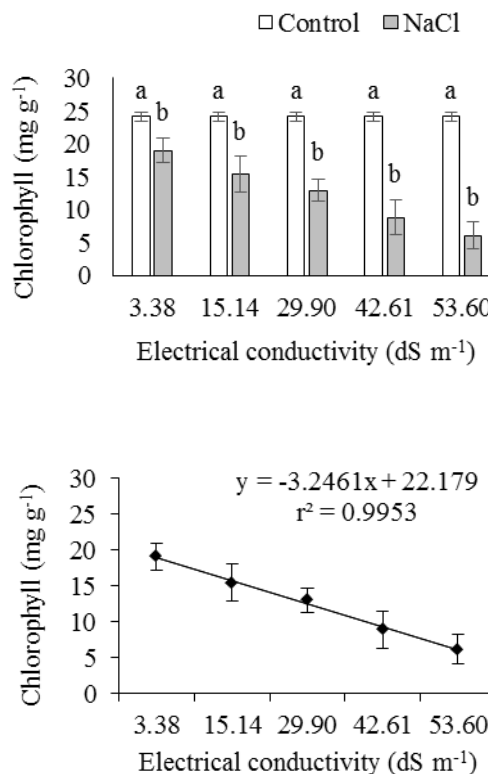 Control NaCl
Chlorophyll (mg g⁻¹)
30
25
20
15
10
5
0
a a a a a
b b b b b
3.38 15.14 29.90 42.61 53.60
Electrical conductivity (dS m⁻¹)
Chlorophyll (mg g⁻¹)
30
25
20
15
10
5
0
y = -3.2461x + 22.179
r² = 0.9953
3.38 15.14 29.90 42.61 53.60
Electrical conductivity (dS m⁻¹)